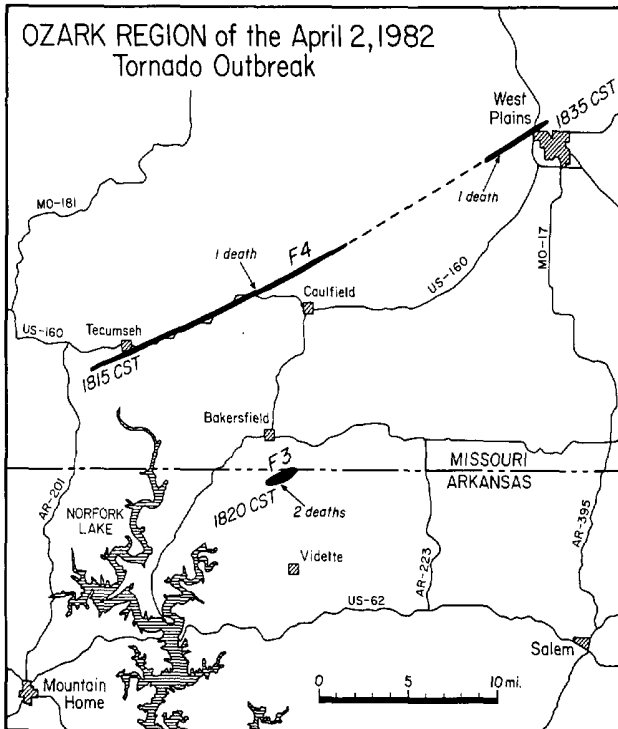 OZARK REGION of the April 2, 1982
Tornado Outbreak
West
Plains
1835 CST
1 death
MO-181
MO-17
1 death
F4
US-160
Caulfield
US-160
Tecumseh
1815 CST
Bakersfield
F3
MISSOURI
ARKANSAS
1820 CST
2 deaths
AR-201
NORFORK
LAKE
AR-395
Vidette
AR-223
US-62
Salem
Mountain
Home
0 5 10 mi.